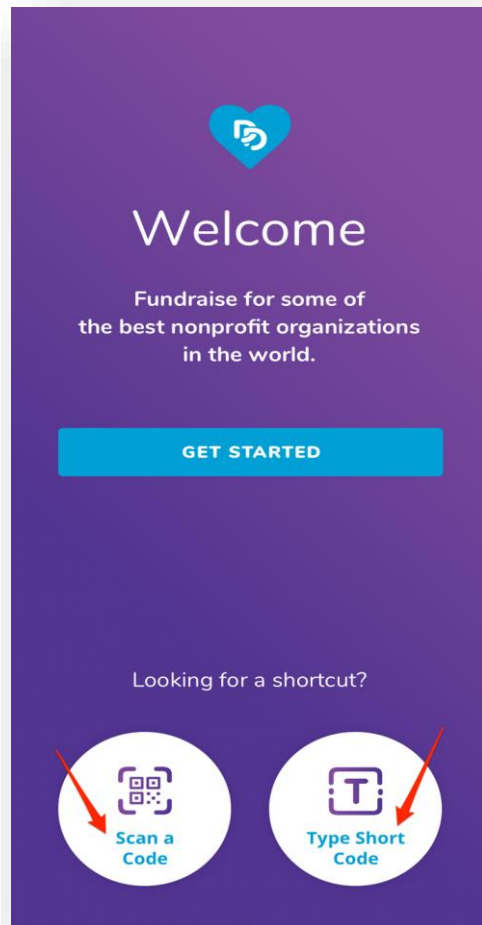 Welcome
Fundraise for some of
the best nonprofit organizations
in the world.
GET STARTED
Looking for a shortcut?
Scan a
Code
T
Type Short
Code